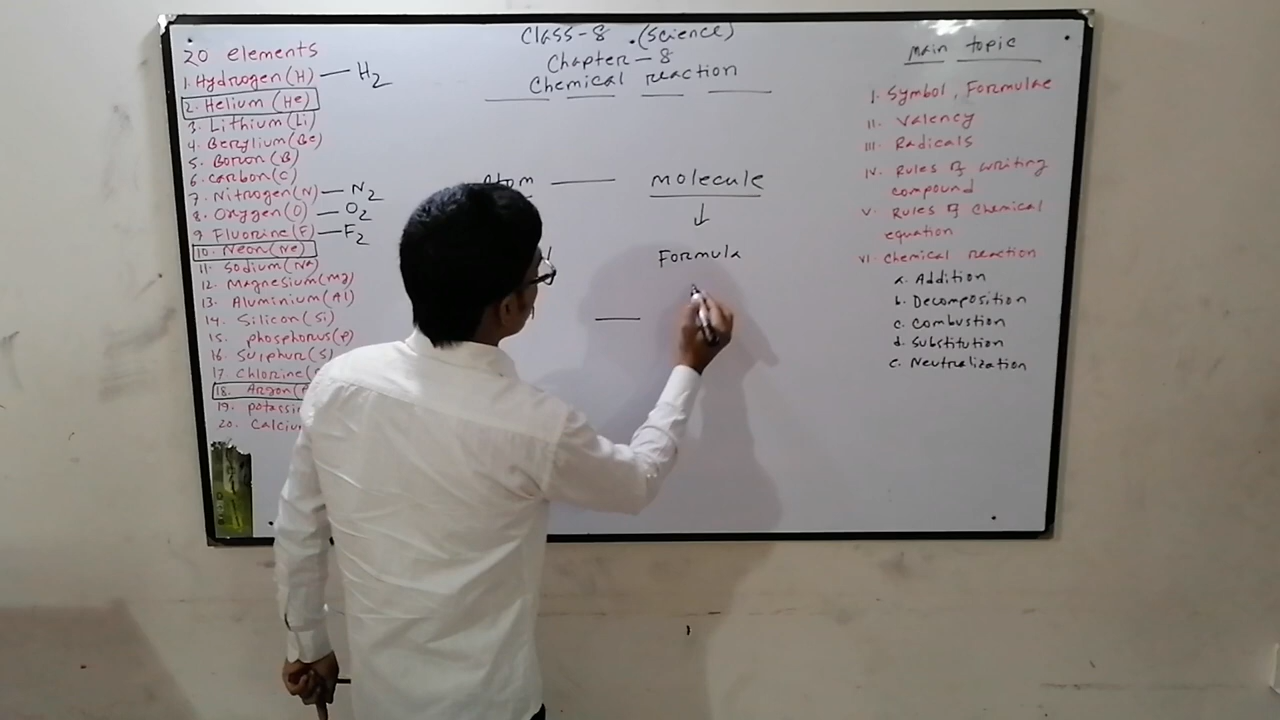 20 elements
1. Hydrogen (H) — H2
2. Helium (He)
3. Lithium (Li)
4. Berylium (Be)
5. Boron (B)
6. carbon (C)
7. Nitrogen (N) — N2
8. Oxygen (O) — O2
9. Fluorine (F) — F2
10. Neon (Ne)
11. Sodium (Na)
12. Magnesium (Mg)
13. Aluminium (Al)
14. Silicon (Si)
15. phosphorus (P)
16. Sulphur (S)
17. Chlorine
18. Argon
19.
20.
Class-8 . (Science)
Chapter-8
Chemical reaction
Atom — molecule
↓
Formula
main topic
I. Symbol, Formulae
II. Valency
III. Radicals
IV. Rules of writing
compound
V. Rules of Chemical
equation
VI. Chemical reaction
a. Addition
b. Decomposition
c. Combustion
d. Substitution
e. Neutralization